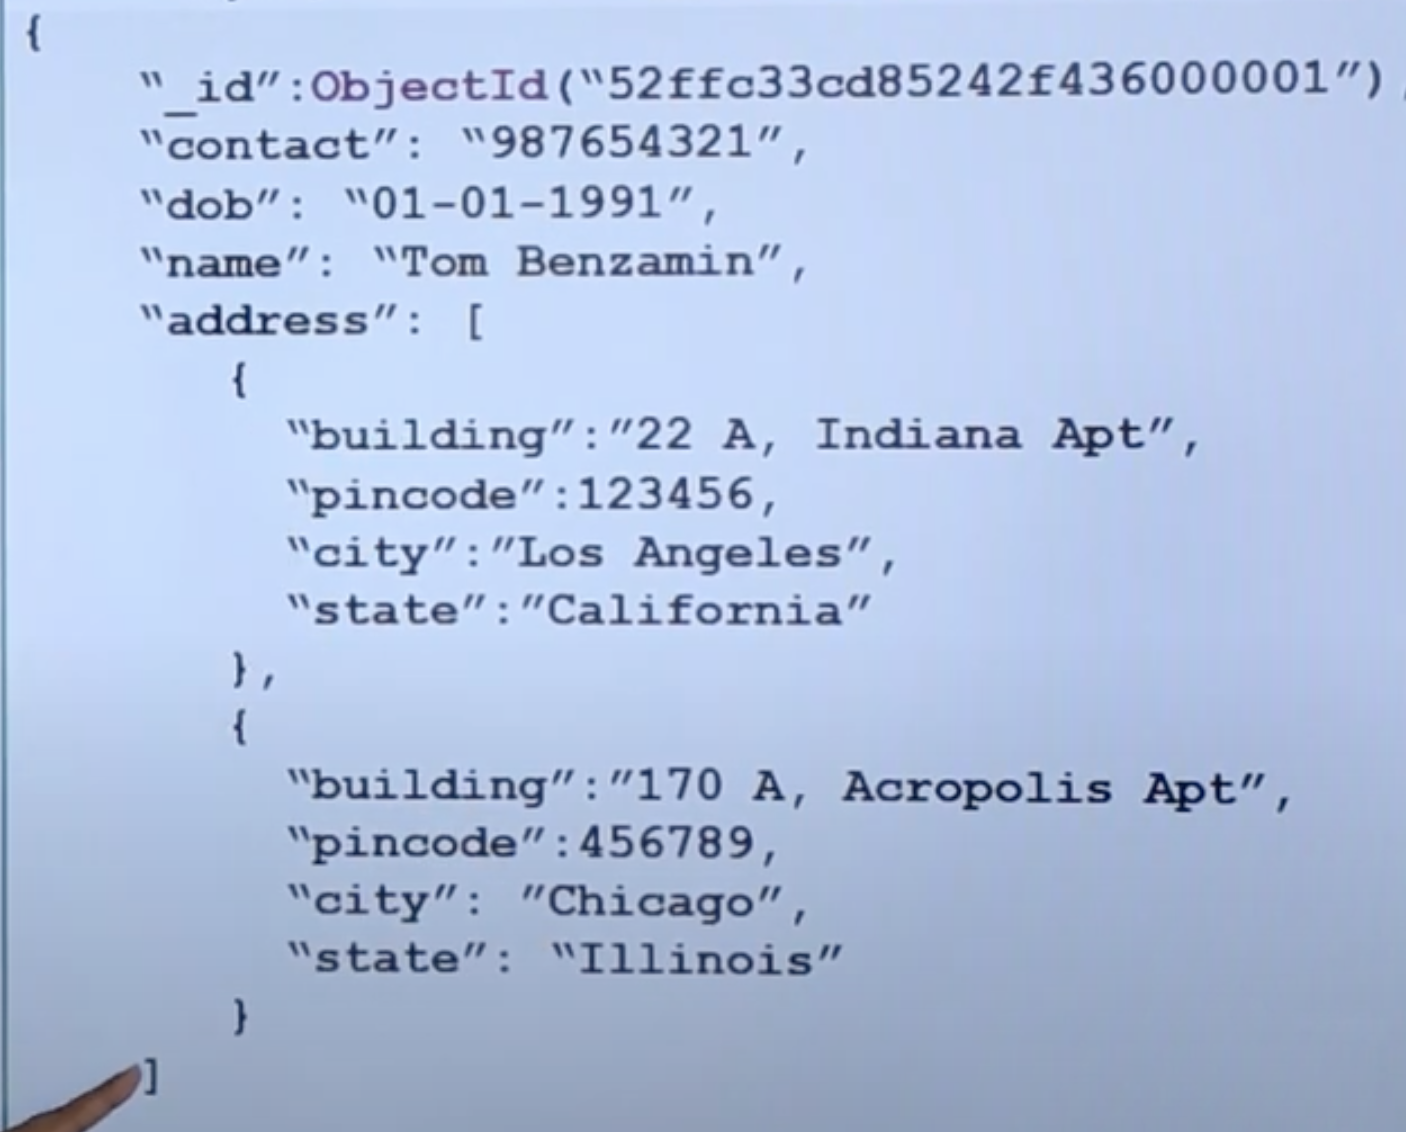 {
"_id":ObjectId("52ffc33cd85242f436000001"),
"contact": "987654321",
"dob": "01-01-1991",
"name": "Tom Benzamin",
"address": [
{
"building":"22 A, Indiana Apt",
"pincode":123456,
"city":"Los Angeles",
"state":"California"
},
{
"building":"170 A, Acropolis Apt",
"pincode":456789,
"city": "Chicago",
"state": "Illinois"
}
]